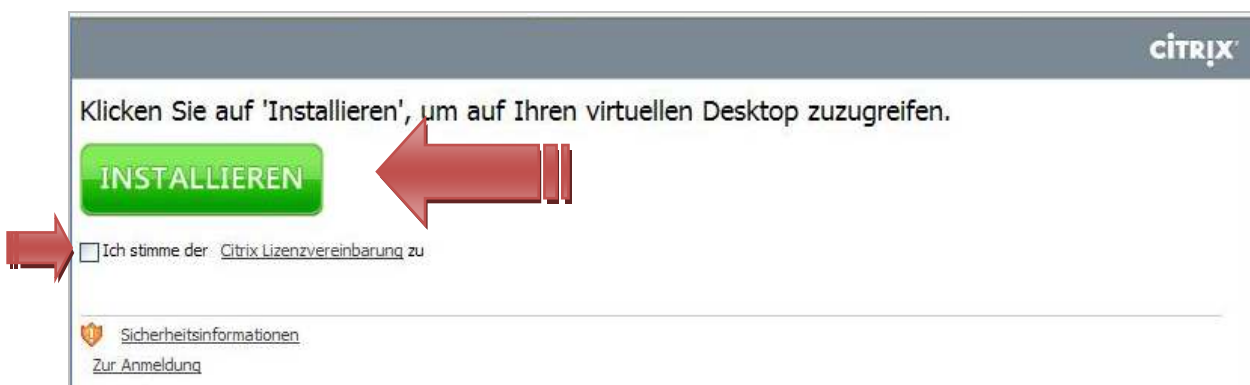 CITRIX
Klicken Sie auf 'Installieren', um auf Ihren virtuellen Desktop zuzugreifen.
INSTALLIEREN
Ich stimme der Citrix Lizenzvereinbarung zu
Sicherheitsinformationen
Zur Anmeldung